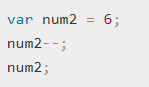 var num2 = 6;
num2--;
num2;